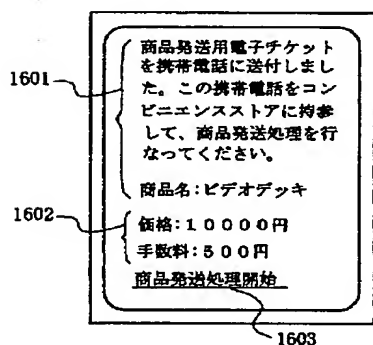 商品発送用電子チケット
を携帯電話に送付しまし
た。この携帯電話をコン
ビニエンスストアに持参
して、商品発送処理を行
なってください。
1601
商品名：ビデオデッキ
1602
価格：１００００円
手数料：５００円
商品発送処理開始
1603